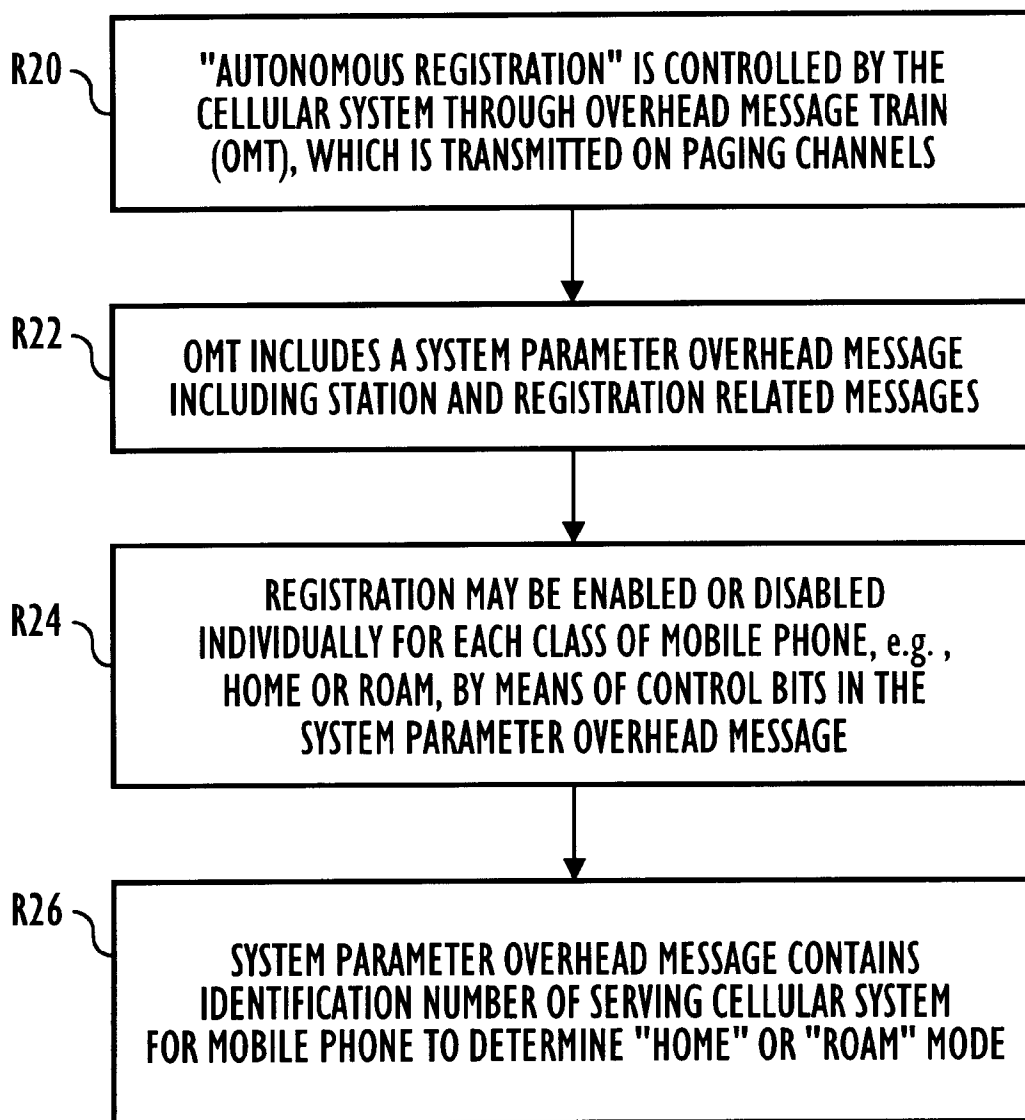 R20
"AUTONOMOUS REGISTRATION" IS CONTROLLED BY THE
CELLULAR SYSTEM THROUGH OVERHEAD MESSAGE TRAIN
(OMT), WHICH IS TRANSMITTED ON PAGING CHANNELS
R22
OMT INCLUDES A SYSTEM PARAMETER OVERHEAD MESSAGE
INCLUDING STATION AND REGISTRATION RELATED MESSAGES
R24
REGISTRATION MAY BE ENABLED OR DISABLED
INDIVIDUALLY FOR EACH CLASS OF MOBILE PHONE, e.g. ,
HOME OR ROAM, BY MEANS OF CONTROL BITS IN THE
SYSTEM PARAMETER OVERHEAD MESSAGE
R26
SYSTEM PARAMETER OVERHEAD MESSAGE CONTAINS
IDENTIFICATION NUMBER OF SERVING CELLULAR SYSTEM
FOR MOBILE PHONE TO DETERMINE "HOME" OR "ROAM" MODE